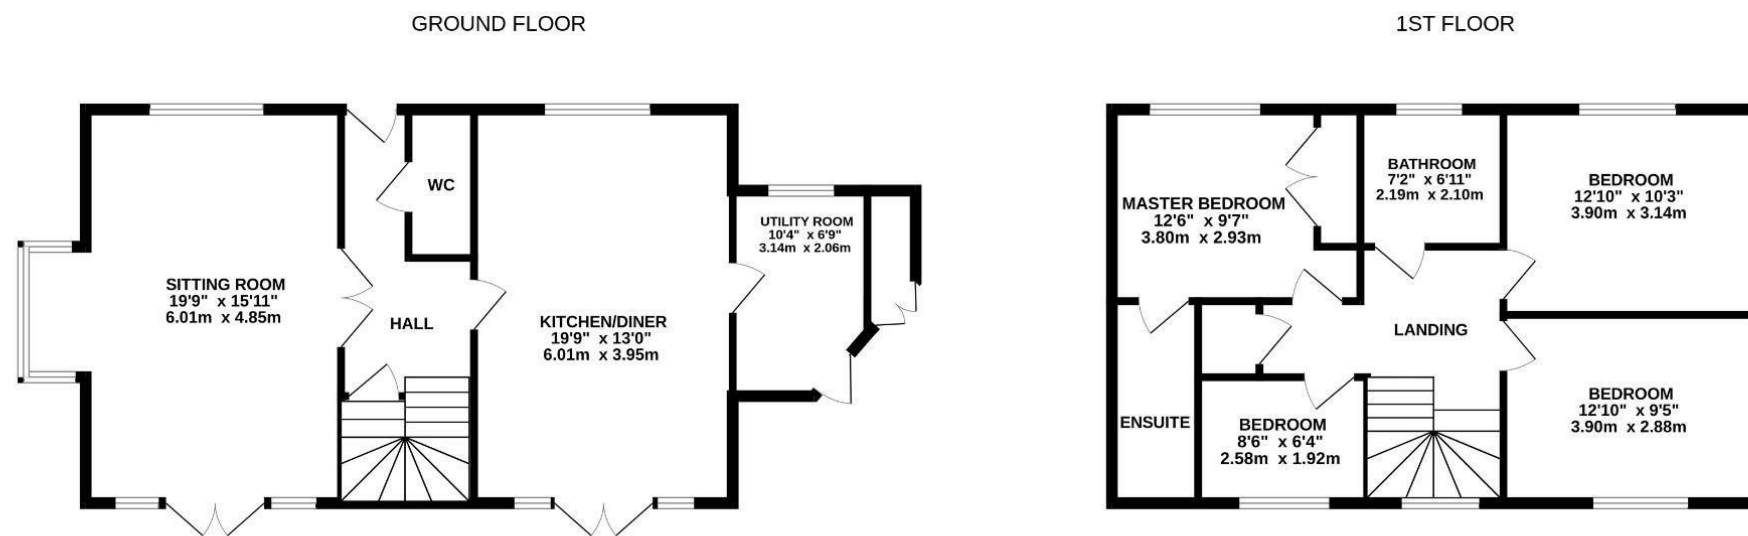 GROUND FLOOR
SITTING ROOM
19'9" x 15'11"
6.01m x 4.85m
HALL
WC
KITCHEN/DINER
19'9" x 13'0"
6.01m x 3.95m
UTILITY ROOM
10'4" x 6'9"
3.14m x 2.06m
1ST FLOOR
MASTER BEDROOM
12'6" x 9'7"
3.80m x 2.93m
BATHROOM
7'2" x 6'11"
2.19m x 2.10m
BEDROOM
12'10" x 10'3"
3.90m x 3.14m
LANDING
ENSUITE
BEDROOM
8'6" x 6'4"
2.58m x 1.92m
BEDROOM
12'10" x 9'5"
3.90m x 2.88m